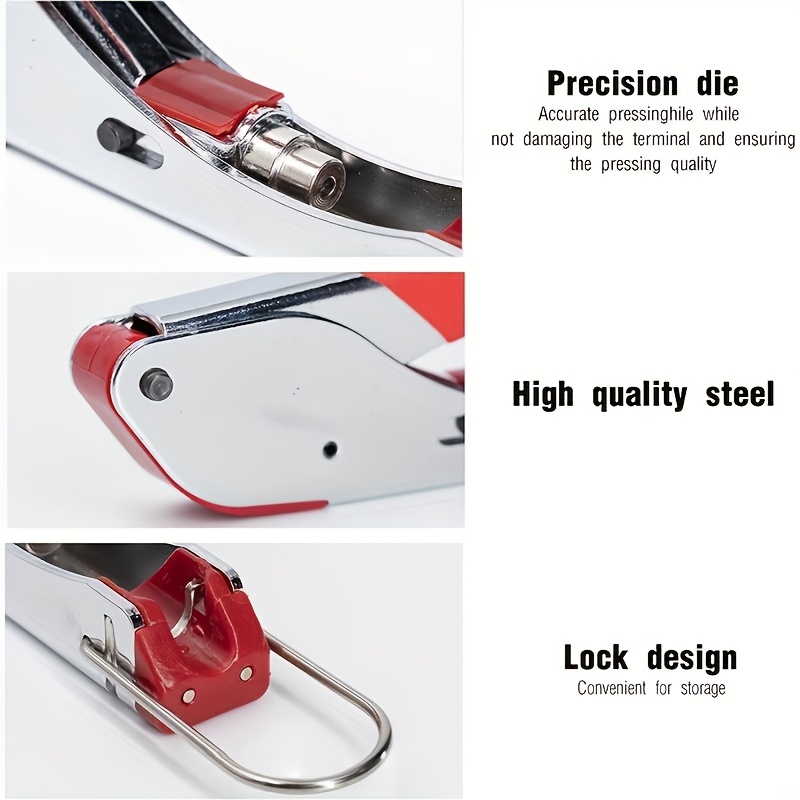 Precision die
Accurate pressinghile while
not damaging the terminal and ensuring
the pressing quality
High quality steel
Lock design
Convenient for storage